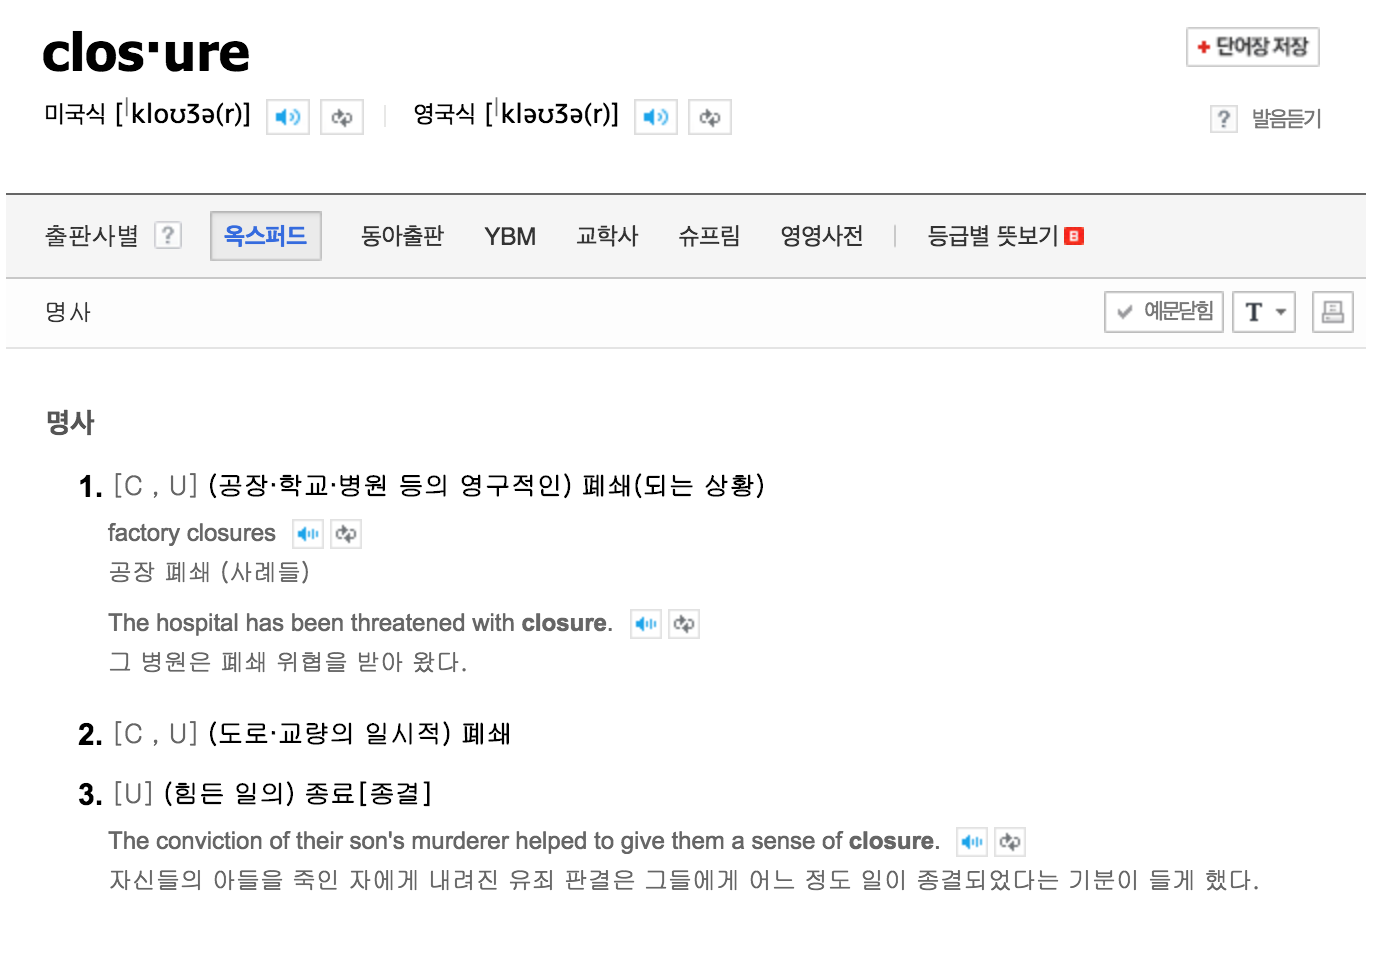 clos·ure
+ 단어장 저장
미국식 [ˈkloʊʒə(r)] 영국식 [ˈkləʊʒə(r)]
? 발음듣기
출판사별 ? 옥스퍼드 동아출판 YBM 교학사 슈프림 영영사전 | 등급별 뜻보기 B
명사
예문닫힘 T
명사
1. [C , U] (공장·학교·병원 등의 영구적인) 폐쇄(되는 상황)
factory closures
공장 폐쇄 (사례들)
The hospital has been threatened with closure.
그 병원은 폐쇄 위협을 받아 왔다.
2. [C , U] (도로·교량의 일시적) 폐쇄
3. [U] (힘든 일의) 종료[종결]
The conviction of their son's murderer helped to give them a sense of closure.
자신들의 아들을 죽인 자에게 내려진 유죄 판결은 그들에게 어느 정도 일이 종결되었다는 기분이 들게 했다.